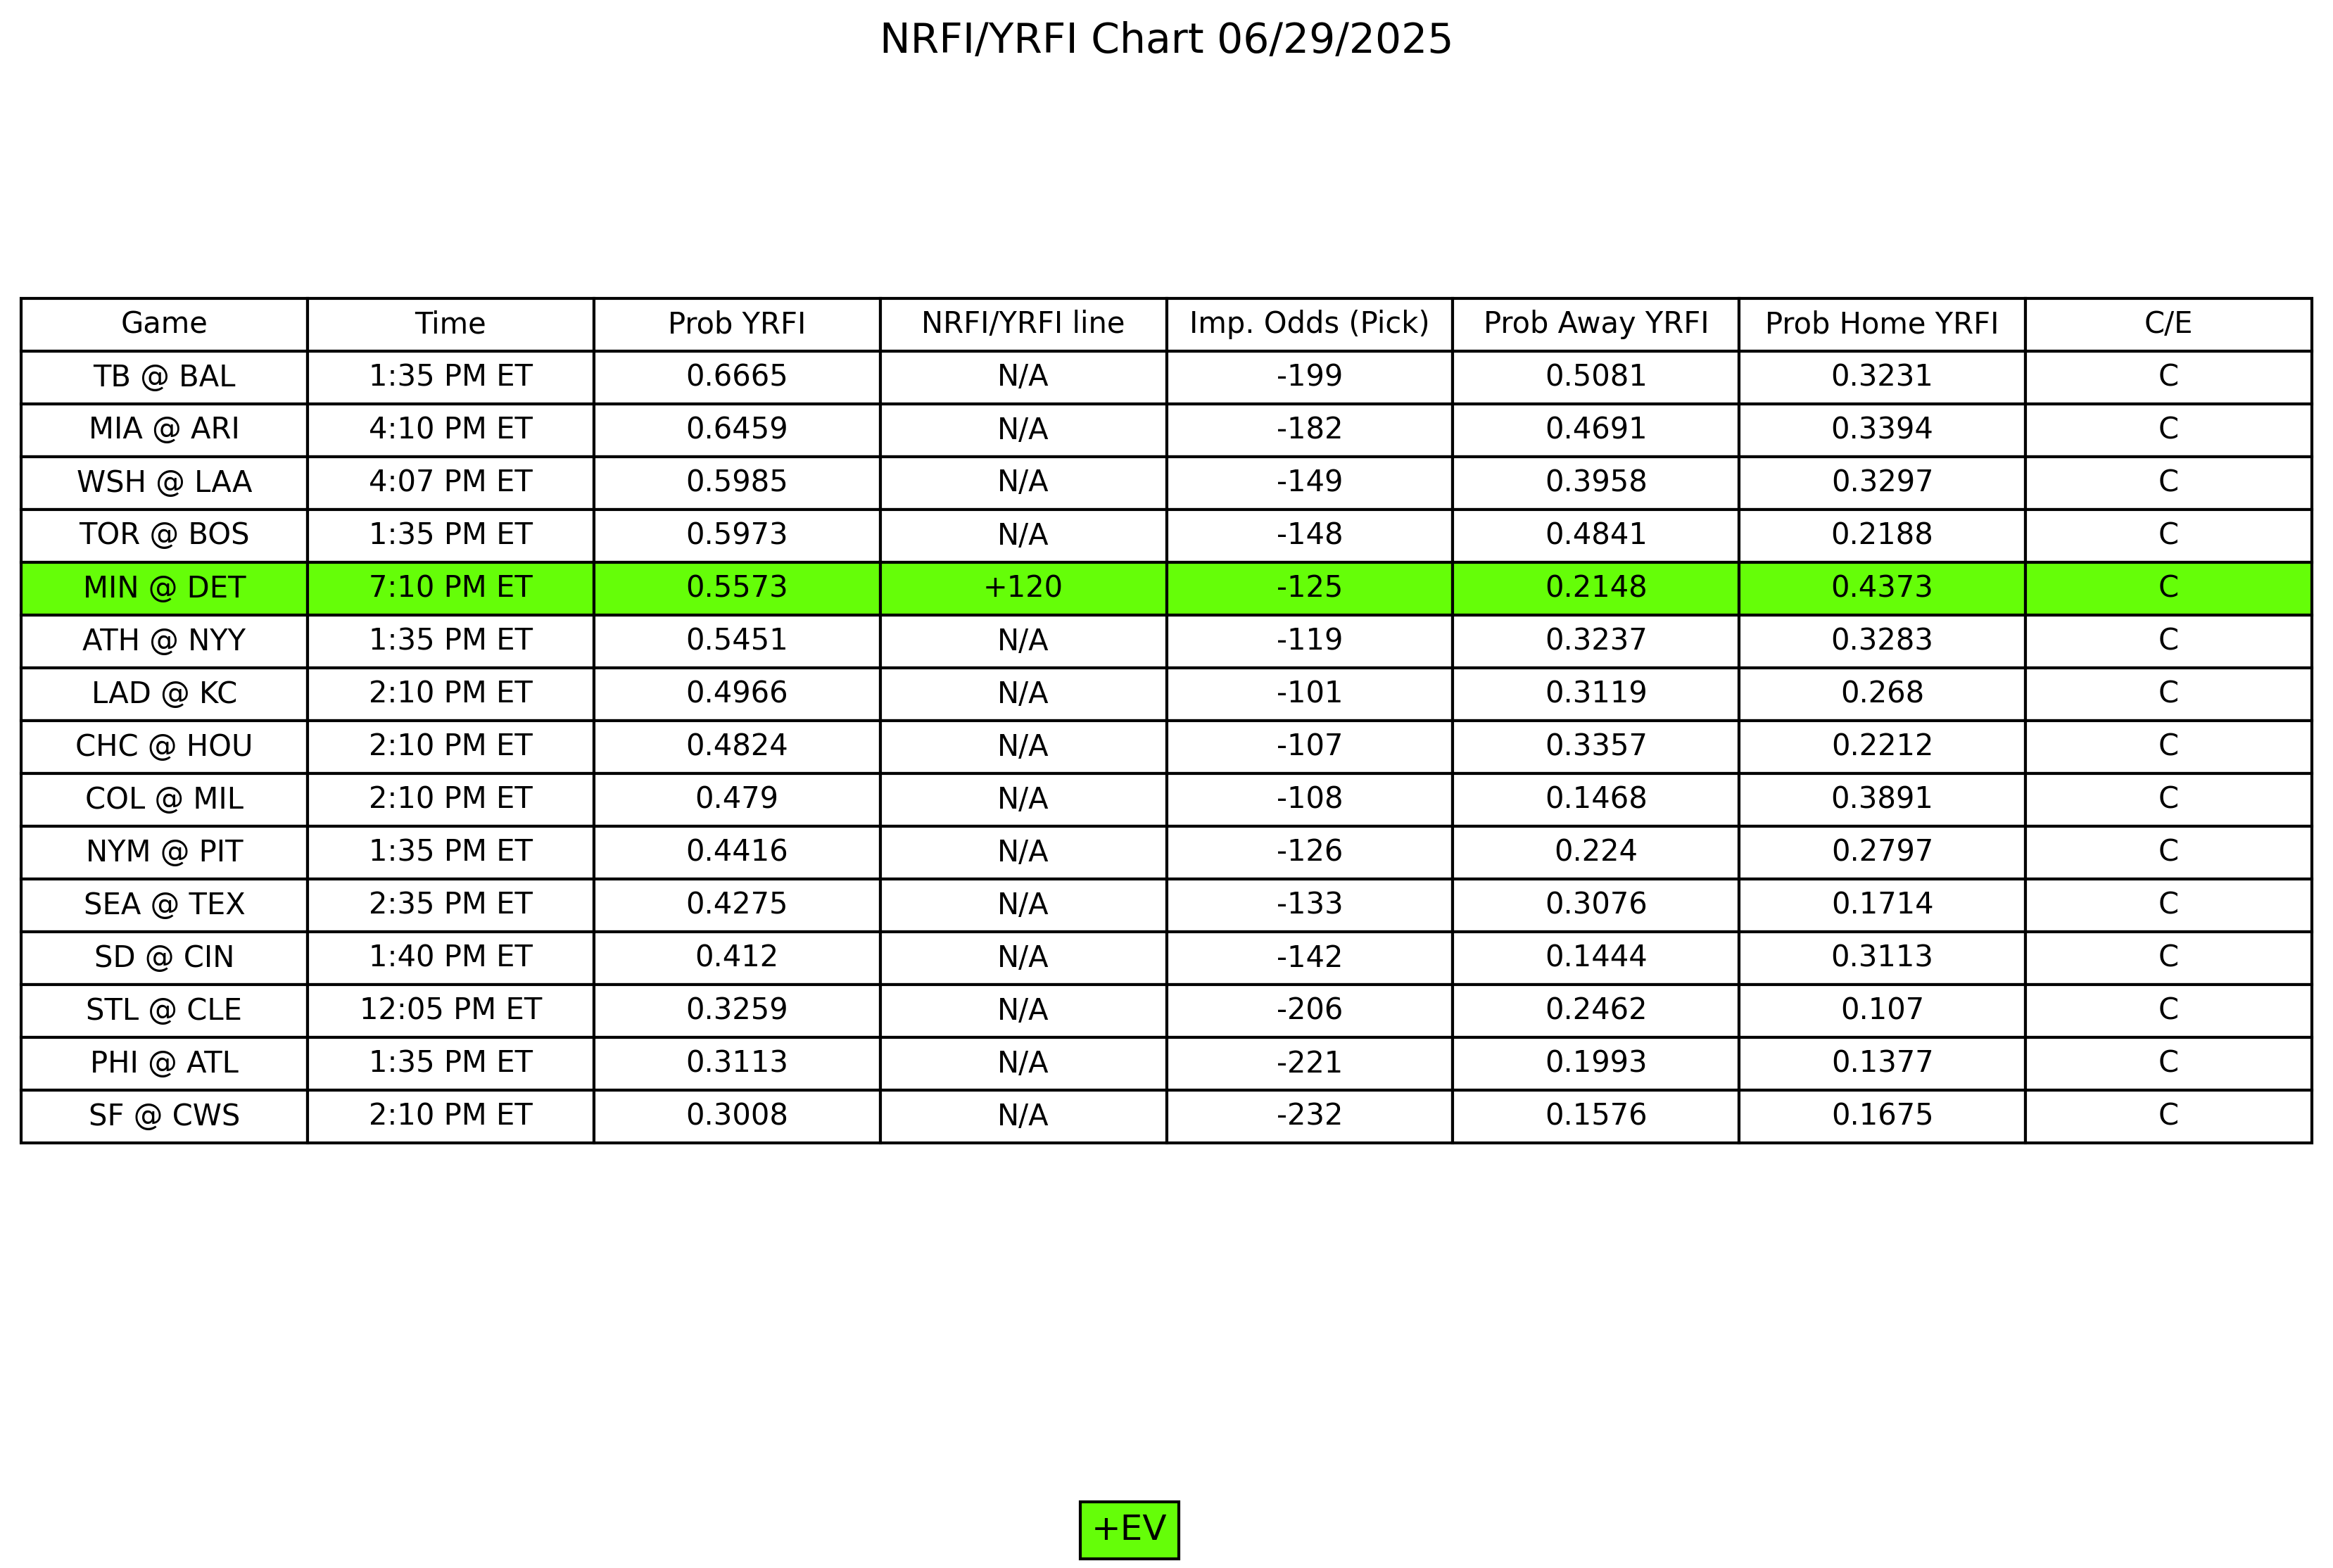 NRFI/YRFI Chart 06/29/2025
Game Time Prob YRFI NRFI/YRFI line Imp. Odds (Pick) Prob Away YRFI Prob Home YRFI C/E
TB @ BAL 1:35 PM ET 0.6665 N/A -199 0.5081 0.3231 C
MIA @ ARI 4:10 PM ET 0.6459 N/A -182 0.4691 0.3394 C
WSH @ LAA 4:07 PM ET 0.5985 N/A -149 0.3958 0.3297 C
TOR @ BOS 1:35 PM ET 0.5973 N/A -148 0.4841 0.2188 C
MIN @ DET 7:10 PM ET 0.5573 +120 -125 0.2148 0.4373 C
ATH @ NYY 1:35 PM ET 0.5451 N/A -119 0.3237 0.3283 C
LAD @ KC 2:10 PM ET 0.4966 N/A -101 0.3119 0.268 C
CHC @ HOU 2:10 PM ET 0.4824 N/A -107 0.3357 0.2212 C
COL @ MIL 2:10 PM ET 0.479 N/A -108 0.1468 0.3891 C
NYM @ PIT 1:35 PM ET 0.4416 N/A -126 0.224 0.2797 C
SEA @ TEX 2:35 PM ET 0.4275 N/A -133 0.3076 0.1714 C
SD @ CIN 1:40 PM ET 0.412 N/A -142 0.1444 0.3113 C
STL @ CLE 12:05 PM ET 0.3259 N/A -206 0.2462 0.107 C
PHI @ ATL 1:35 PM ET 0.3113 N/A -221 0.1993 0.1377 C
SF @ CWS 2:10 PM ET 0.3008 N/A -232 0.1576 0.1675 C
+EV